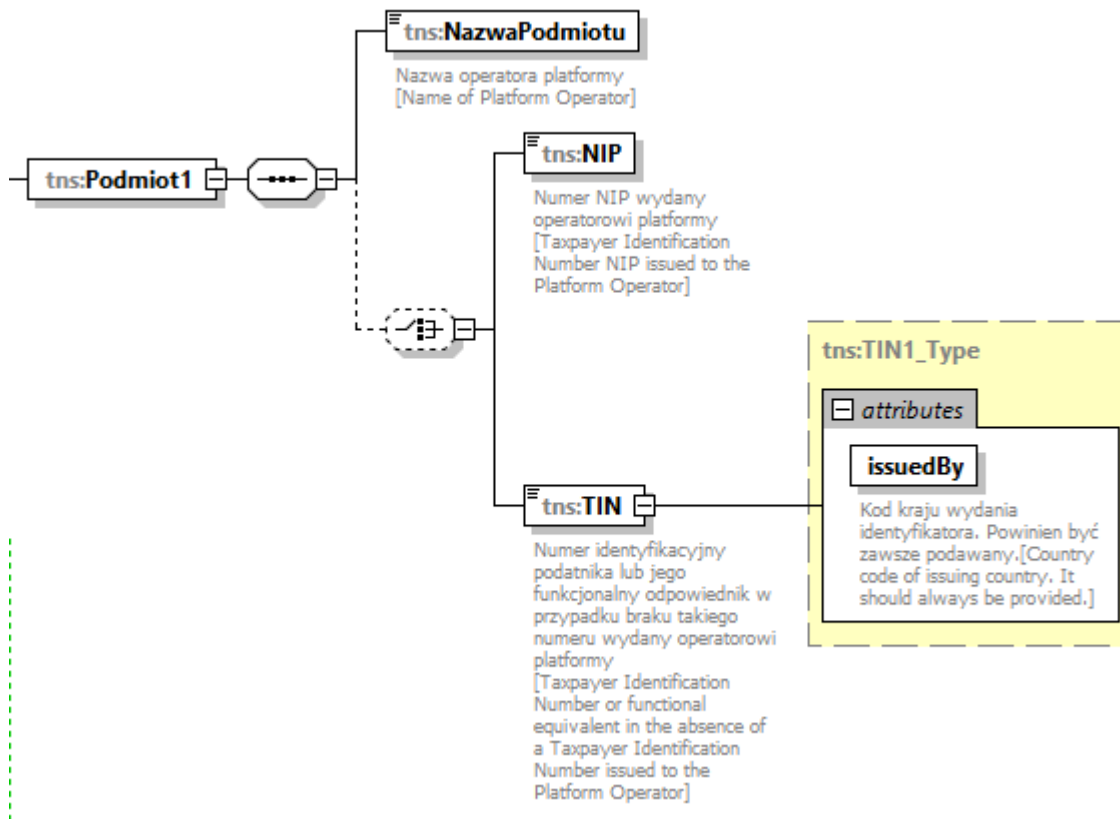 tns:NazwaPodmiotu
Nazwa operatora platformy
[Name of Platform Operator]
tns:Podmiot1
tns:NIP
Numer NIP wydany
operatorowi platformy
[Taxpayer Identification
Number NIP issued to the
Platform Operator]
tns:TIN1_Type
attributes
issuedBy
Kod kraju wydania
identyfikatora. Powinien być
zawsze podawany.[Country
code of issuing country. It
should always be provided.]
tns:TIN
Numer identyfikacyjny
podatnika lub jego
funkcjonalny odpowiednik w
przypadku braku takiego
numeru wydany operatorowi
platformy
[Taxpayer Identification
Number or functional
equivalent in the absence of
a Taxpayer Identification
Number issued to the
Platform Operator]